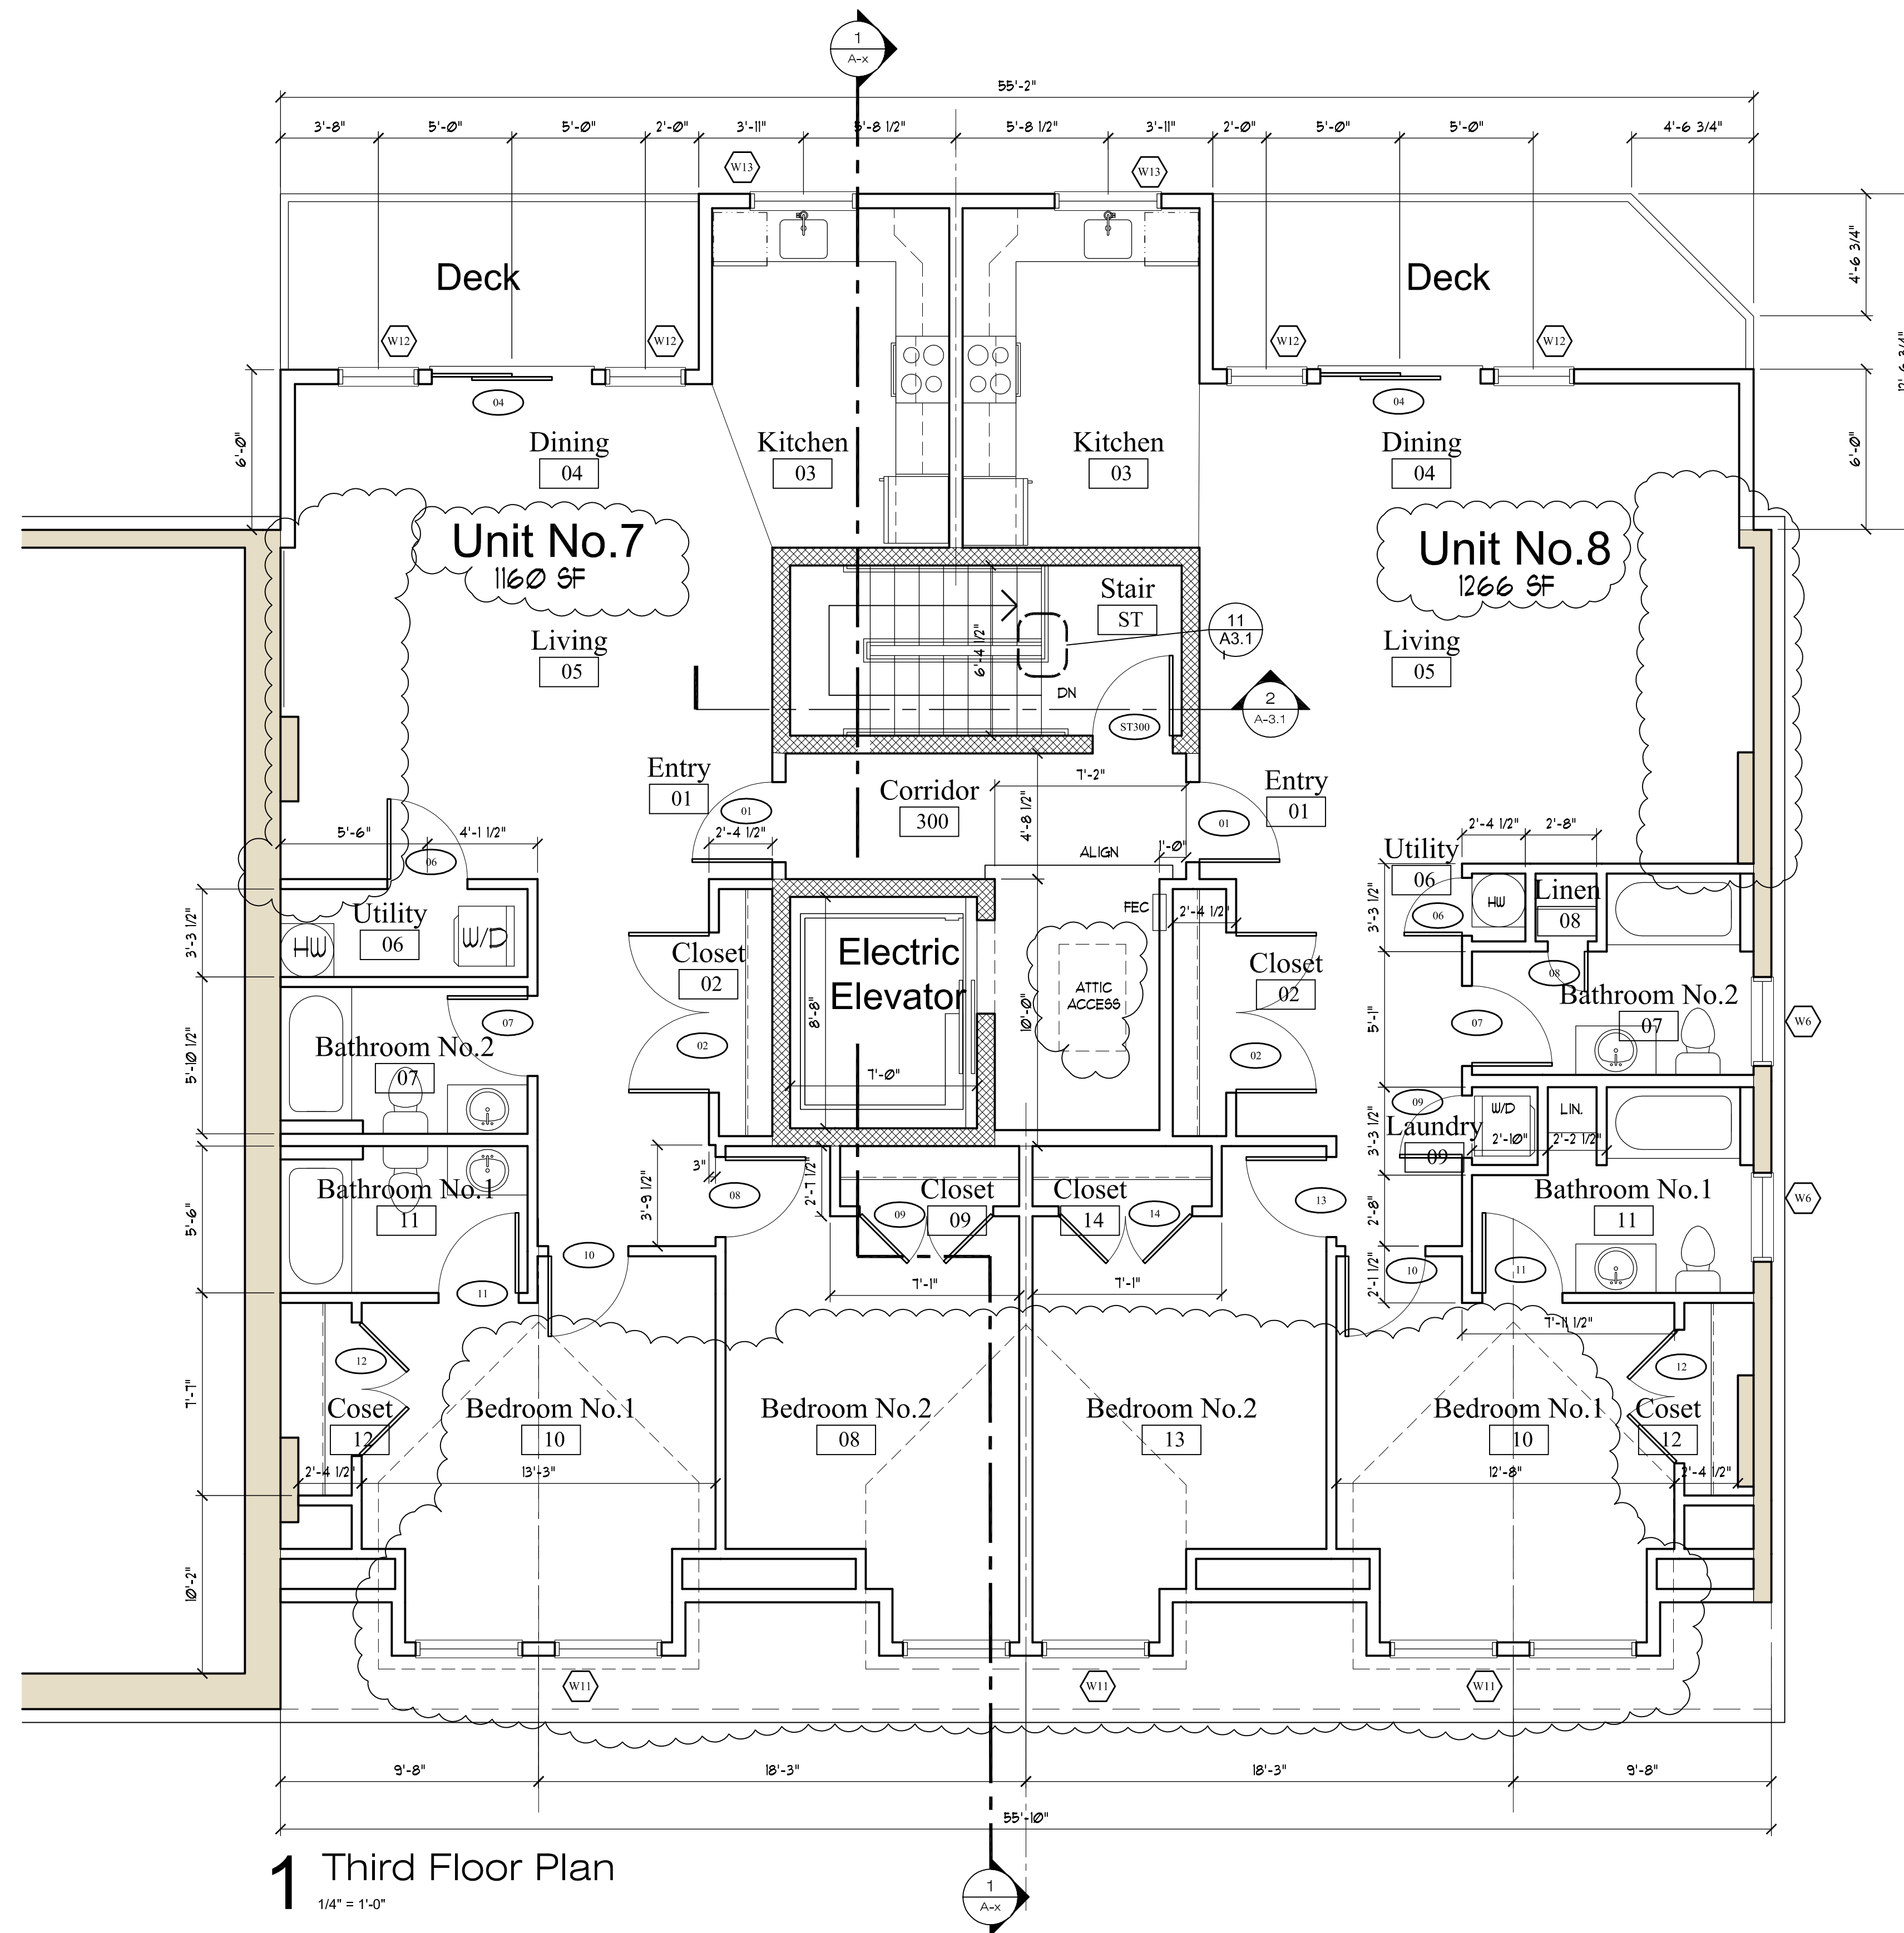 1
A-x
55'-2"
3'-8"
5'-0"
5'-0"
2'-0"
3'-11"
5'-8 1/2"
5'-8 1/2"
3'-11"
2'-0"
5'-0"
5'-0"
4'-6 3/4"
W13
W13
Deck
Deck
4'-6 3/4"
12'-6 3/4"
W12
W12
W12
W12
04
04
6'-0"
6'-0"
Dining
04
Kitchen
03
Kitchen
03
Dining
04
Unit No.7
1160 SF
Unit No.8
1266 SF
Stair
ST
11
A3.1
6'-4 1/2"
Living
05
Living
05
DN
2
A-3.1
ST300
Entry
01
01
Corridor
300
7'-2"
4'-8 1/2"
01
Entry
01
5'-6"
4'-1 1/2"
06
2'-4 1/2"
ALIGN
1'-0"
2'-4 1/2"
2'-8"
Utility
06
HW
Linen
08
06
3'-3 1/2"
3'-3 1/2"
Utility
06
HW
W/D
FEC
2'-4 1/2"
Closet
02
Electric
Elevator
8'-8"
10'-0"
ATTIC
ACCESS
Closet
02
08
Bathroom No.2
07
07
W6
5'-1"
5'-10 1/2"
07
Bathroom No.2
07
02
02
7'-0"
09
W/D
LIN.
Laundry
09
2'-10"
2'-2 1/2"
3'-3 1/2"
Bathroom No.1
11
5'-6"
3'-9 1/2"
3"
08
2'-7 1/2"
Closet
09
09
Closet
14
14
13
Bathroom No.1
11
W6
2'-8"
10
10
11
2'-1 1/2"
11
7'-1"
7'-1"
7'-11 1/2"
12
12
7'-7"
Coset
12
Bedroom No.1
10
Bedroom No.2
08
Bedroom No.2
13
Bedroom No.1
10
Coset
12
2'-4 1/2"
13'-3"
12'-8"
2'-4 1/2"
10'-2"
W11
W11
W11
9'-8"
18'-3"
18'-3"
9'-8"
55'-10"
1 Third Floor Plan
1/4" = 1'-0"
1
A-x